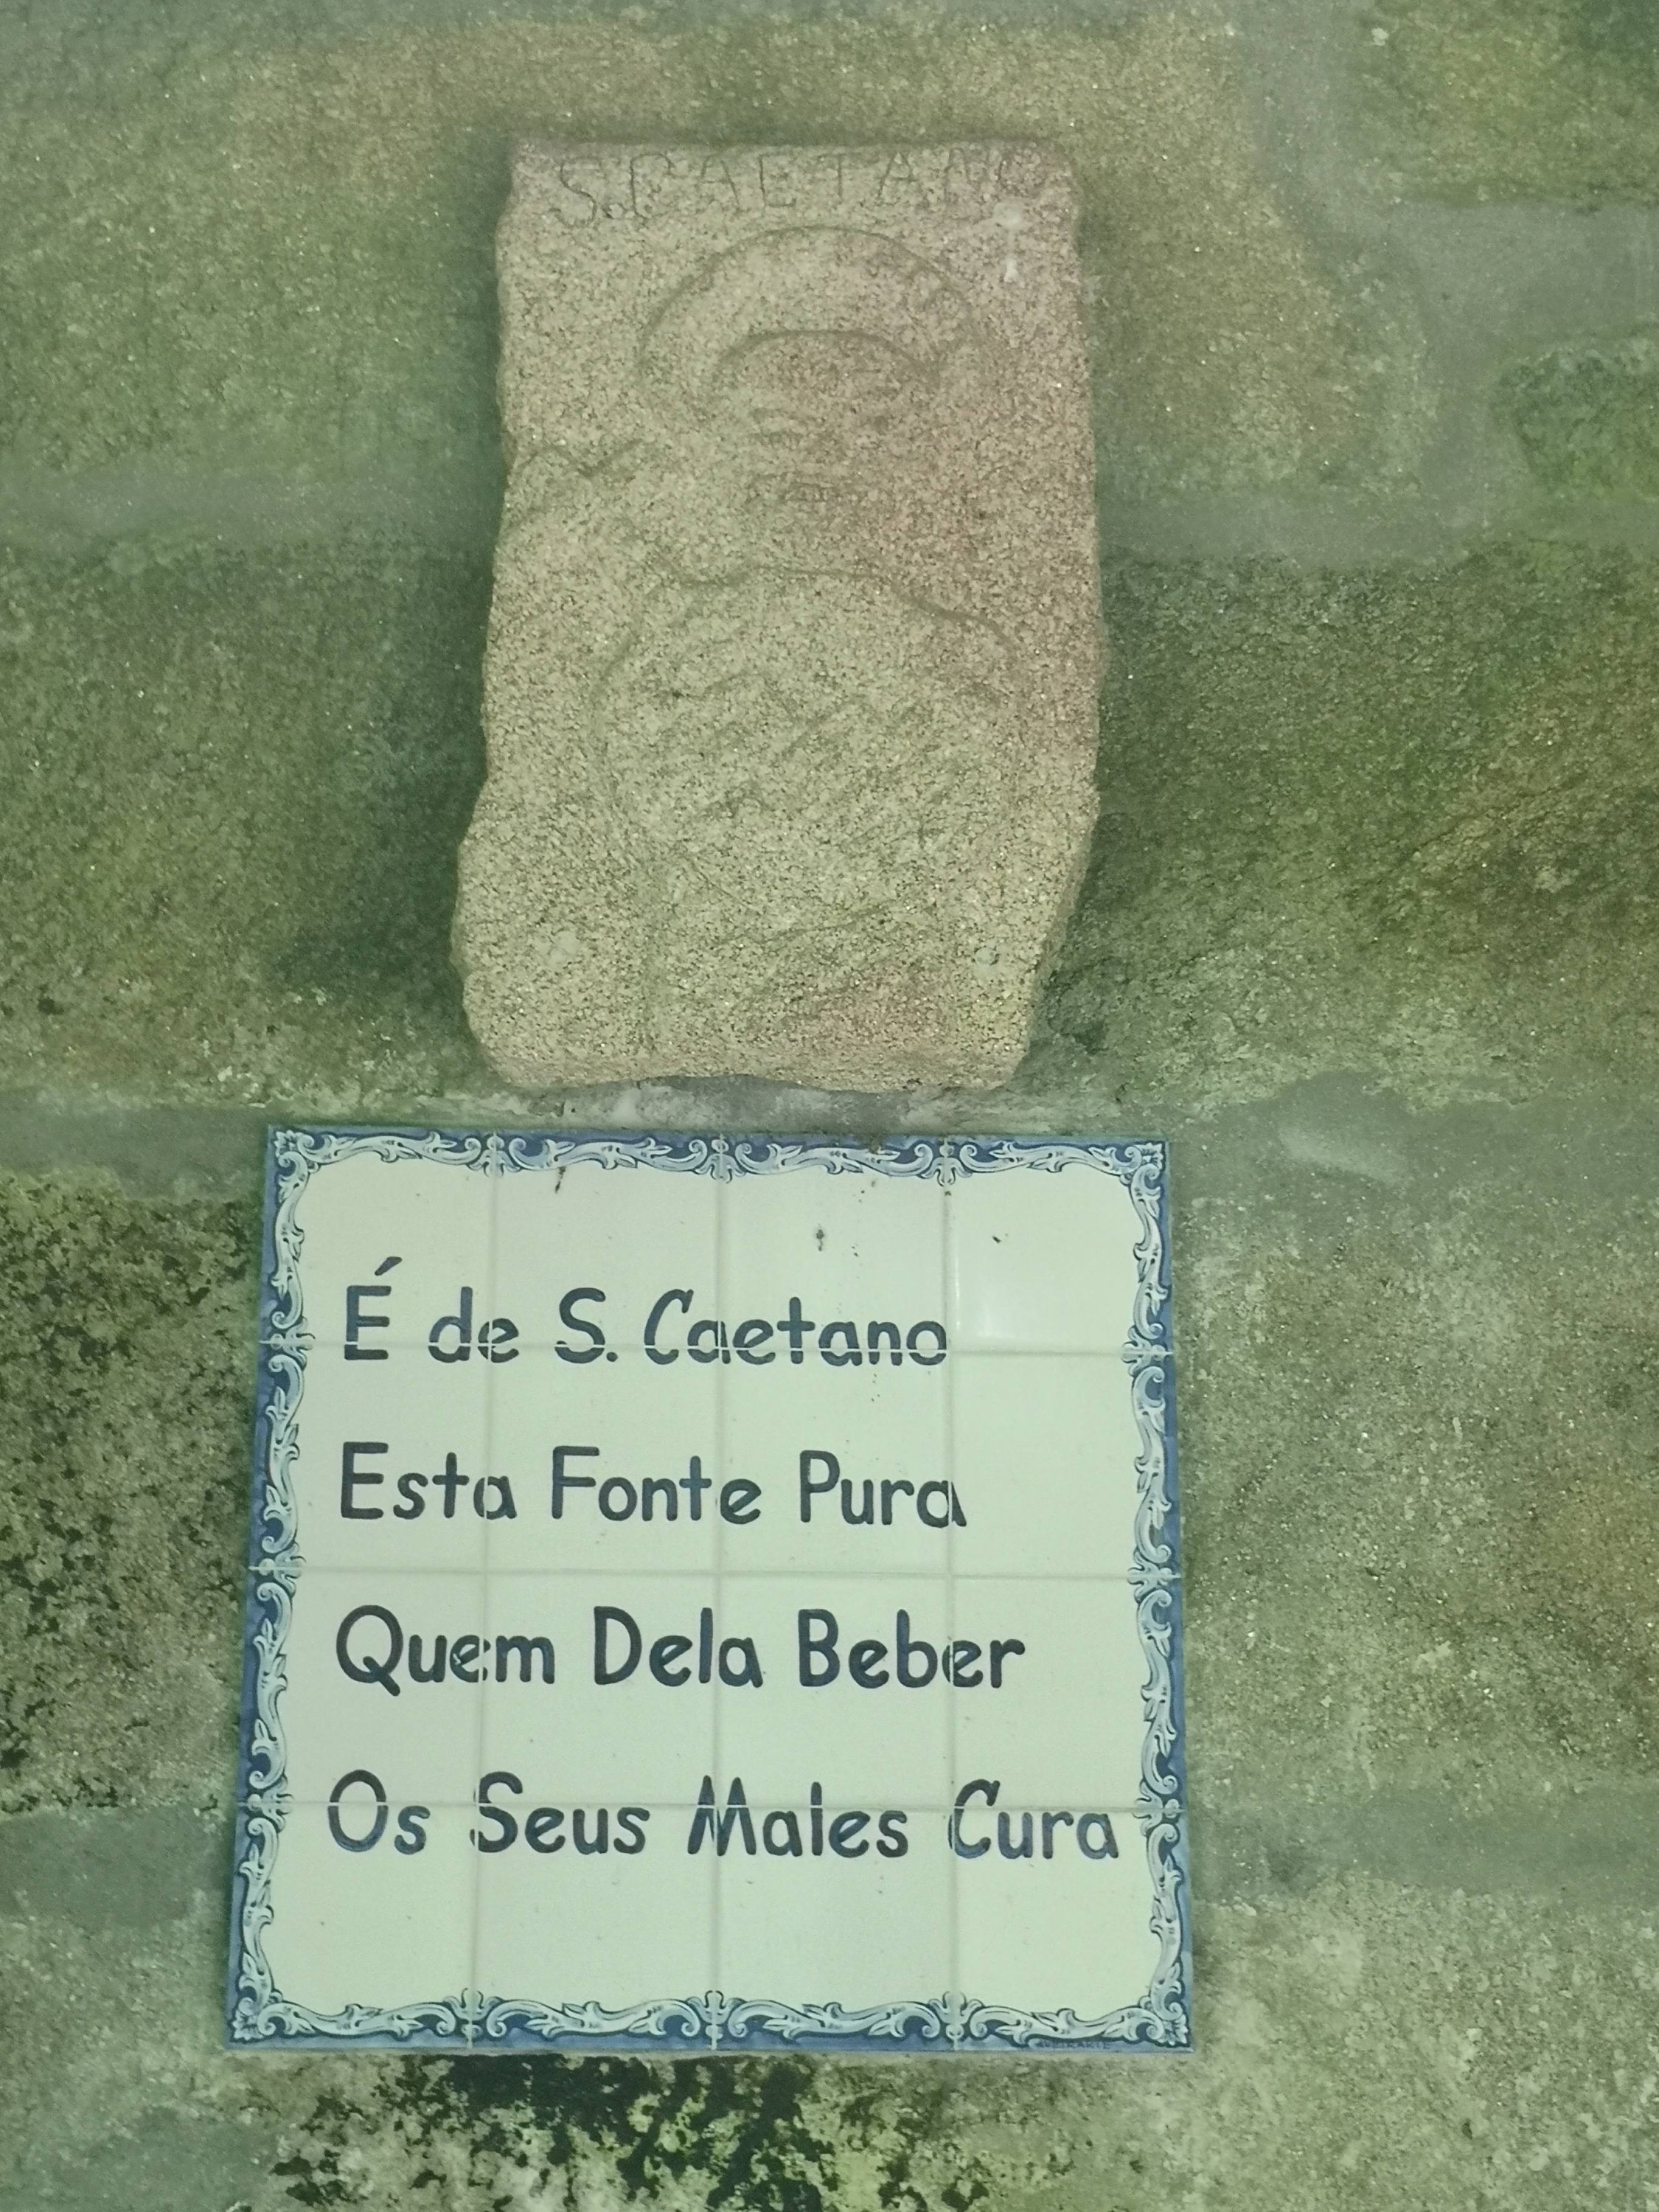 S. CAETANO
É de S. Caetano
Esta Fonte Pura
Quem Dela Beber
Os Seus Males Cura